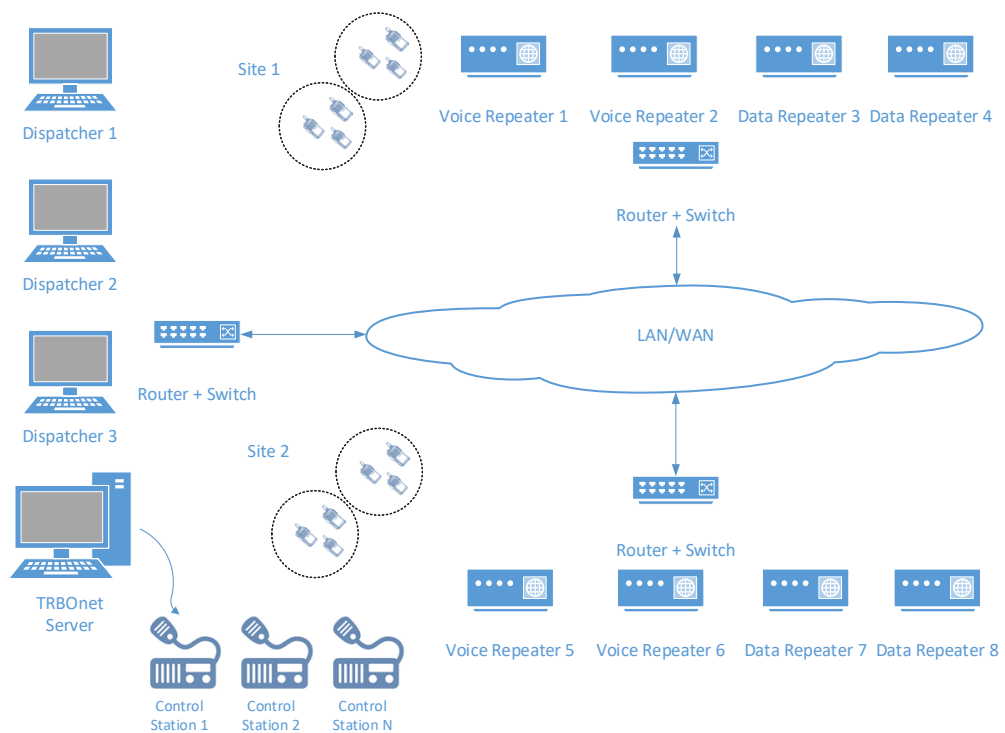 Site 1
Dispatcher 1
Voice Repeater 1
Voice Repeater 2
Data Repeater 3
Data Repeater 4
Router + Switch
Dispatcher 2
LAN/WAN
Router + Switch
Dispatcher 3
Site 2
Router + Switch
TRBOnet
Server
Voice Repeater 5
Voice Repeater 6
Data Repeater 7
Data Repeater 8
Control
Station 1
Control
Station 2
Control
Station N